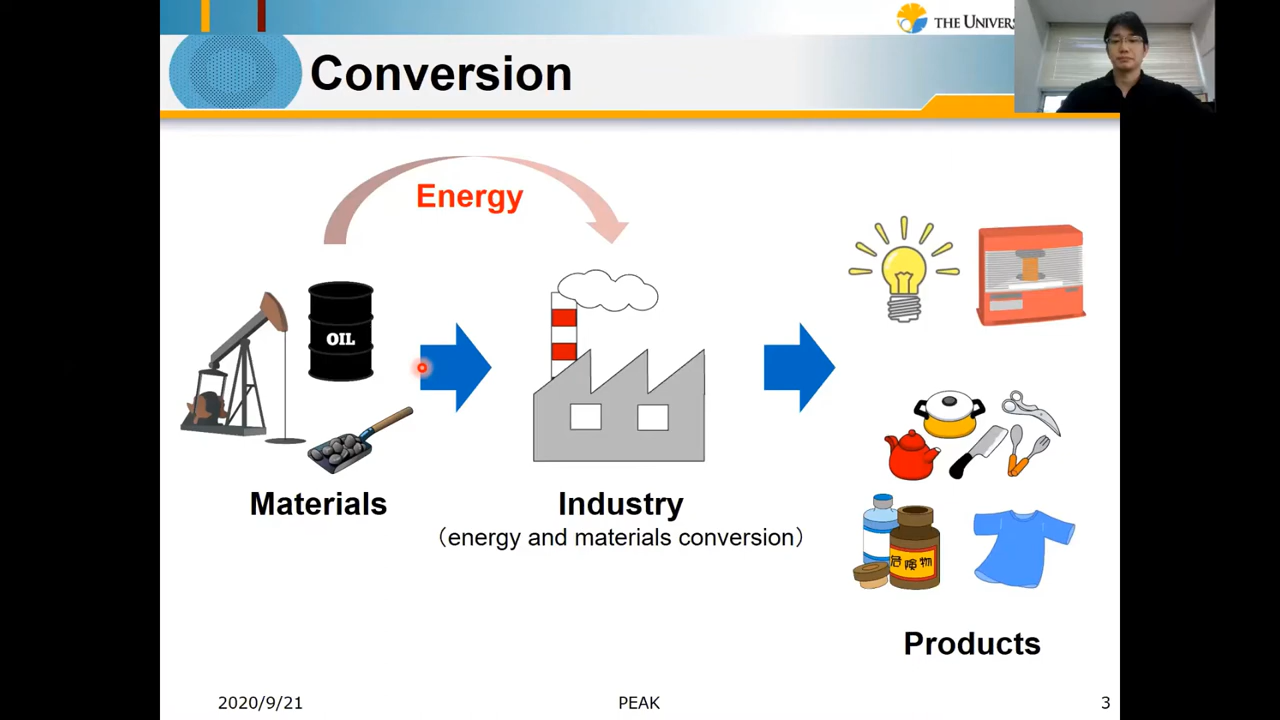 THE UNIVERS
Conversion
Energy
OIL
Materials
Industry
（energy and materials conversion）
危険物
Products
2020/9/21
PEAK
3